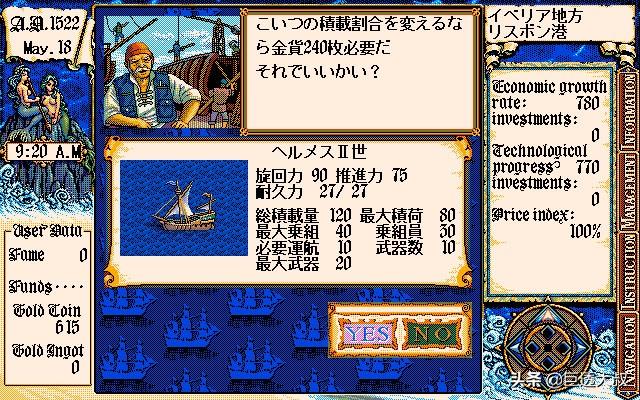 A.D.1522
May.18
9:20 A.M
User Data
Fame 0
Funds····
Gold Coin
615
Gold Ingot
0
こいつの積載割合を変えるな
ら金貨240枚必要だ
それでいいかい？
ヘルメスⅡ世
旋回力 90 推進力 75
耐久力 27/ 27
総積載量 120 最大積荷 80
最大乗組 40 乗組員 30
必要運航 10 武器数 10
最大武器 20
YES NO
イベリア地方
リスボン港
Economic growth
rate: 780
investments:
0
Technological
progress: 770
investments:
0
Price index:
100%
INFORMATION
MANAGEMENT
INSTRUCTION
NAVIGATION
头条 @巨硬大叔